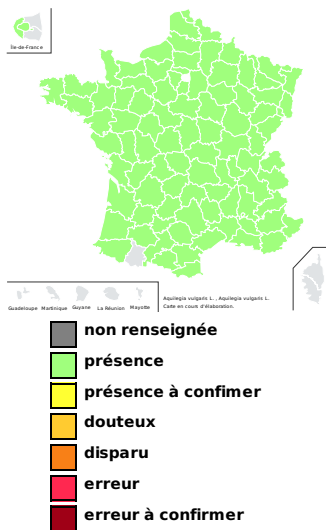 Île-de-France
Guadeloupe Martinique Guyane La Réunion Mayotte
Aquilegia vulgaris L. , Aquilegia vulgaris L.
Carte en cours d'élaboration.
non renseignée
présence
présence à confimer
douteux
disparu
erreur
erreur à confirmer